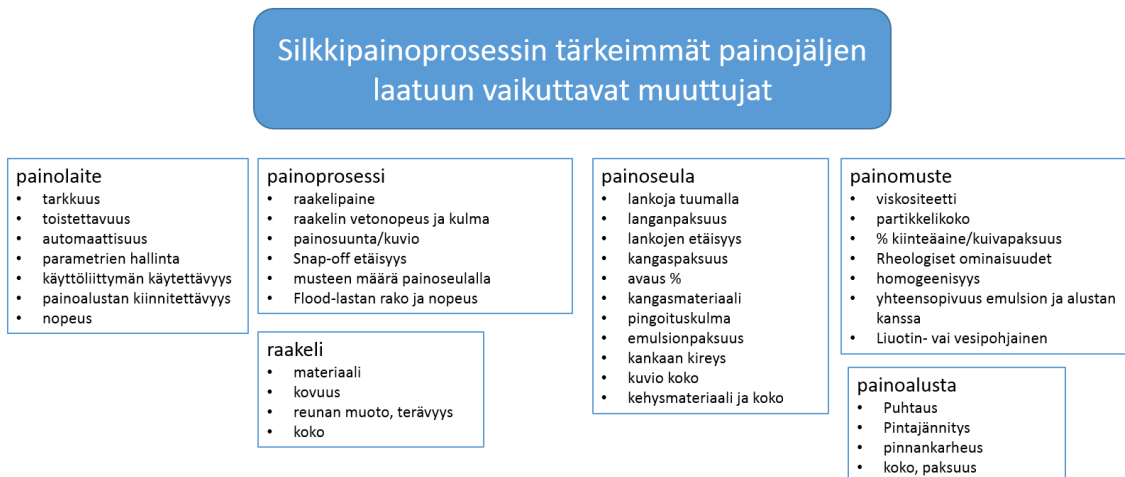 Silkkipainoprosessin tärkeimmät painojäljen
laatuun vaikuttavat muuttujat
painolaite
• tarkkuus
• toistettavuus
• automaattisuus
• parametrien hallinta
• käyttöliittymän käytettävyys
• painoalustan kiinnitettävyys
• nopeus
painoprosessi
• raakelipaine
• raakelin vetonopeus ja kulma
• painosuunta/kuvio
• Snap-off etäisyys
• musteen määrä painoseulalla
• Flood-lastan rako ja nopeus
raakeli
• materiaali
• kovuus
• reunan muoto, terävyys
• koko
painoseula
• lankoja tuumalla
• langanpaksuus
• lankojen etäisyys
• kangaspaksuus
• avaus %
• kangasmateriaali
• pingoituskulma
• emulsionpaksuus
• kankaan kireys
• kuvio koko
• kehysmateriaali ja koko
painomuste
• viskositeetti
• partikkelikoko
• % kiinteäaine/kuivapaksuus
• Rheologiset ominaisuudet
• homogeenisyys
• yhteensopivuus emulsion ja alustan
kanssa
• Liuotin- vai vesipohjainen
painoalusta
• Puhtaus
• Pintajännitys
• pinnankarheus
• koko, paksuus